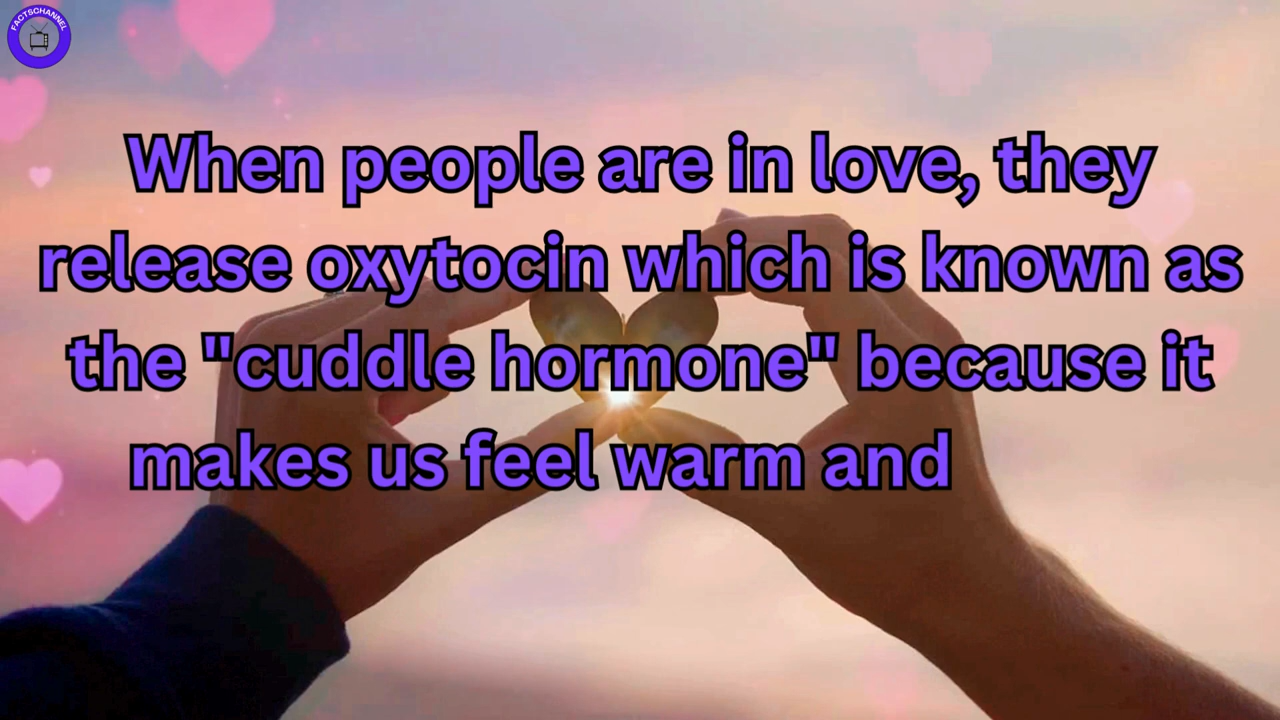 FACTSCHANNEL
When people are in love, they
release oxytocin which is known as
the "cuddle hormone" because it
makes us feel warm and